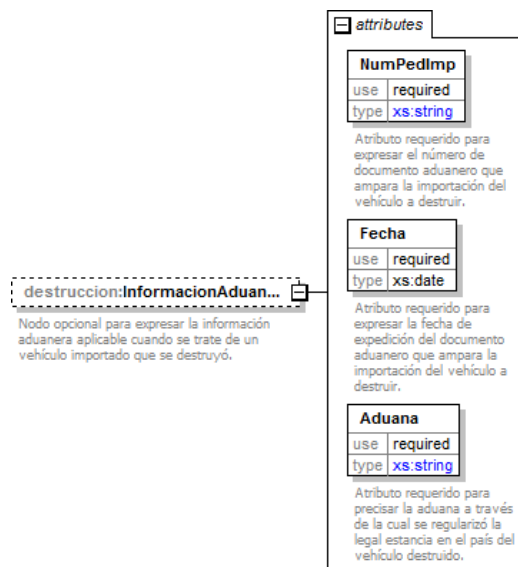 attributes
NumPedImp
use required
type xs:string
Atributo requerido para
expresar el número de
documento aduanero que
ampara la importación del
vehículo a destruir.
Fecha
use required
type xs:date
Atributo requerido para
expresar la fecha de
expedición del documento
aduanero que ampara la
importación del vehículo a
destruir.
destruccion:InformacionAduan...
Nodo opcional para expresar la información
aduanera aplicable cuando se trate de un
vehículo importado que se destruyó.
Aduana
use required
type xs:string
Atributo requerido para
precisar la aduana a través
de la cual se regularizó la
legal estancia en el país del
vehículo destruido.